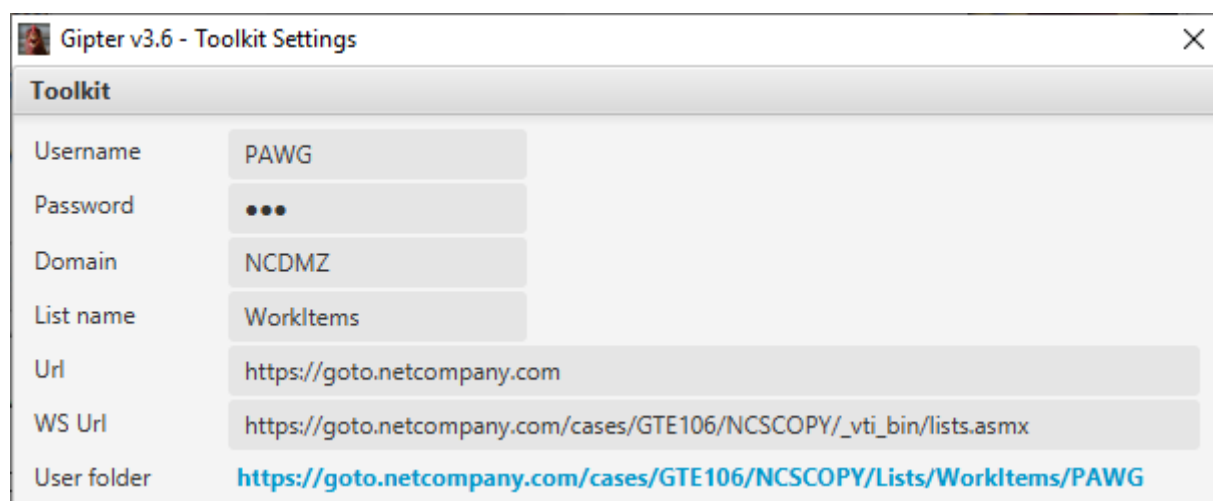 Gipter v3.6 - Toolkit Settings
Toolkit
Username PAWG
Password •••
Domain NCDMZ
List name WorkItems
Url https://goto.netcompany.com
WS Url https://goto.netcompany.com/cases/GTE106/NCSCOPY/_vti_bin/lists.asmx
User folder https://goto.netcompany.com/cases/GTE106/NCSCOPY/Lists/WorkItems/PAWG